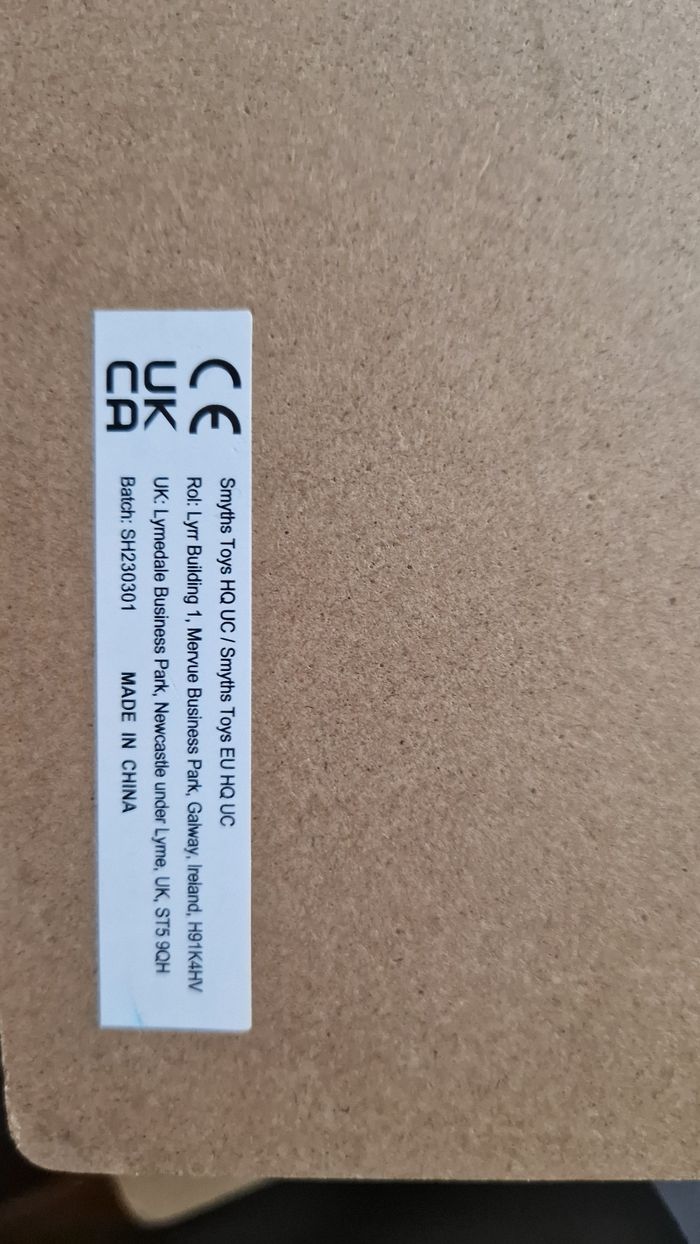 CE
UK
CA
Smyths Toys HQ UC / Smyths Toys EU HQ UC
RoI: Lyrr Building 1, Mervue Business Park, Galway, Ireland, H91K4HV
UK: Lymedale Business Park, Newcastle under Lyme, UK, ST5 9QH
Batch: SH230301 MADE IN CHINA